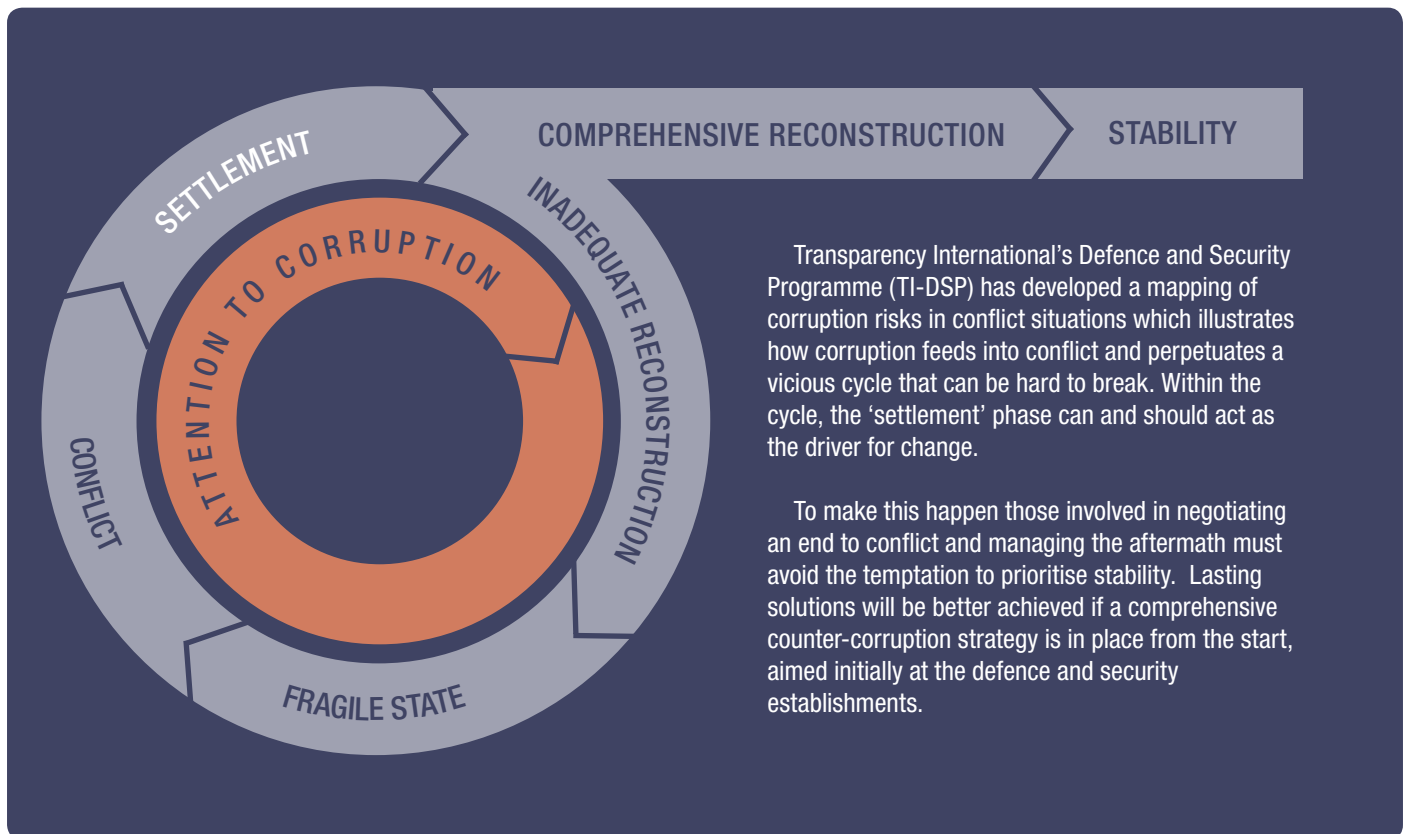 SETTLEMENT
COMPREHENSIVE RECONSTRUCTION
STABILITY
INADEQUATE RECONSTRUCTION
FRAGILE STATE
CONFLICT
ATTENTION TO CORRUPTION
Transparency International’s Defence and Security
Programme (TI-DSP) has developed a mapping of
corruption risks in conflict situations which illustrates
how corruption feeds into conflict and perpetuates a
vicious cycle that can be hard to break. Within the
cycle, the ‘settlement’ phase can and should act as
the driver for change.
To make this happen those involved in negotiating
an end to conflict and managing the aftermath must
avoid the temptation to prioritise stability.  Lasting
solutions will be better achieved if a comprehensive
counter-corruption strategy is in place from the start,
aimed initially at the defence and security
establishments.